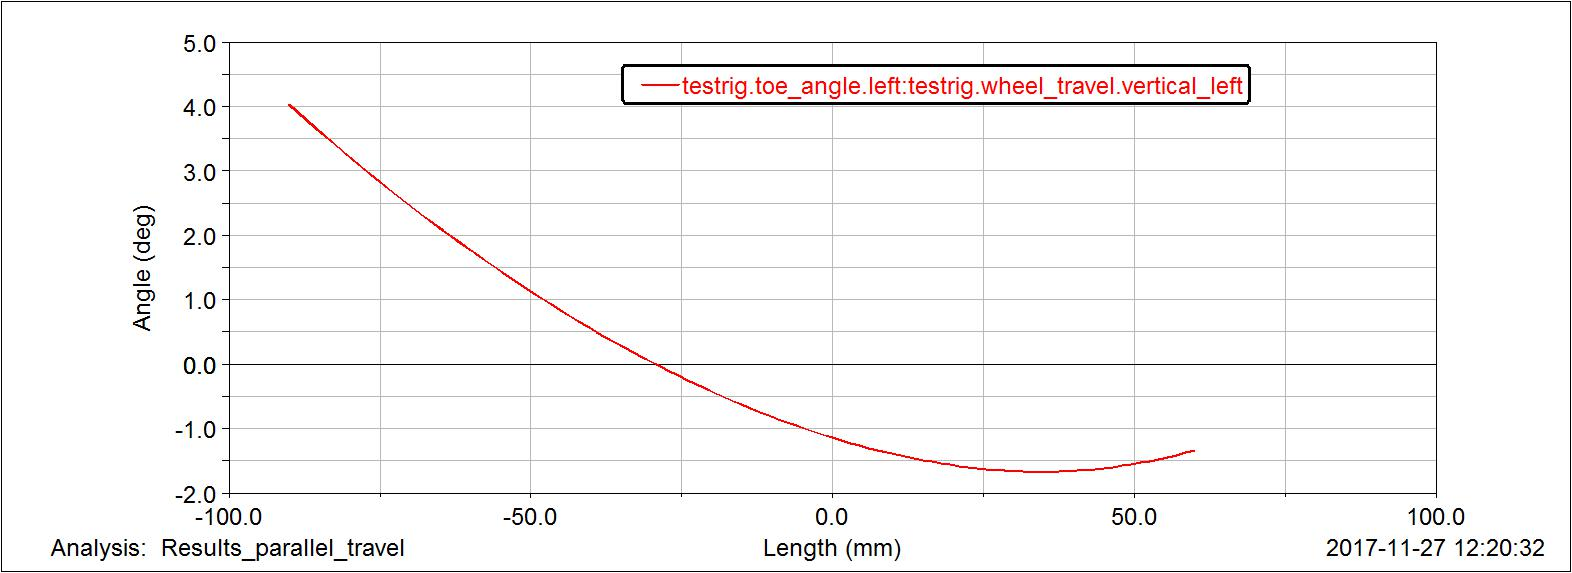 5.0
testrig.toe_angle.left:testrig.wheel_travel.vertical_left
4.0
3.0
2.0
Angle (deg)
1.0
0.0
-1.0
-2.0
-100.0 -50.0 0.0 50.0 100.0
Analysis: Results_parallel_travel Length (mm) 2017-11-27 12:20:32